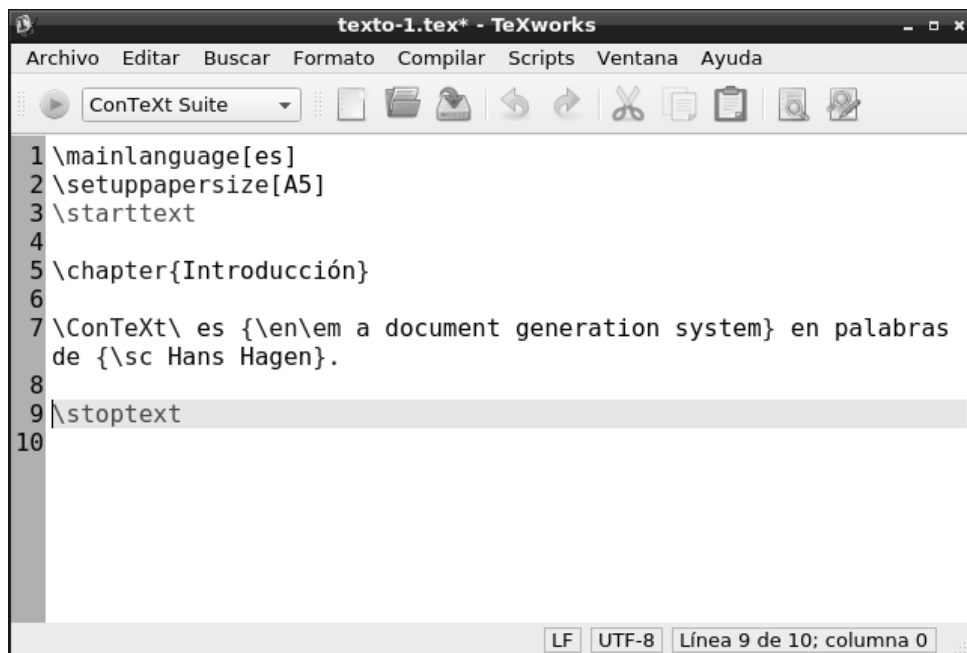 texto-1.tex* - TeXworks
Archivo Editar Buscar Formato Compilar Scripts Ventana Ayuda
ConTeXt Suite
1 \mainlanguage[es]
2 \setuppapersize[A5]
3 \starttext
4
5 \chapter{Introducción}
6
7 \ConTeXt\ es {\en\em a document generation system} en palabras
de {\sc Hans Hagen}.
8
9 \stoptext
10
LF UTF-8 Línea 9 de 10; columna 0